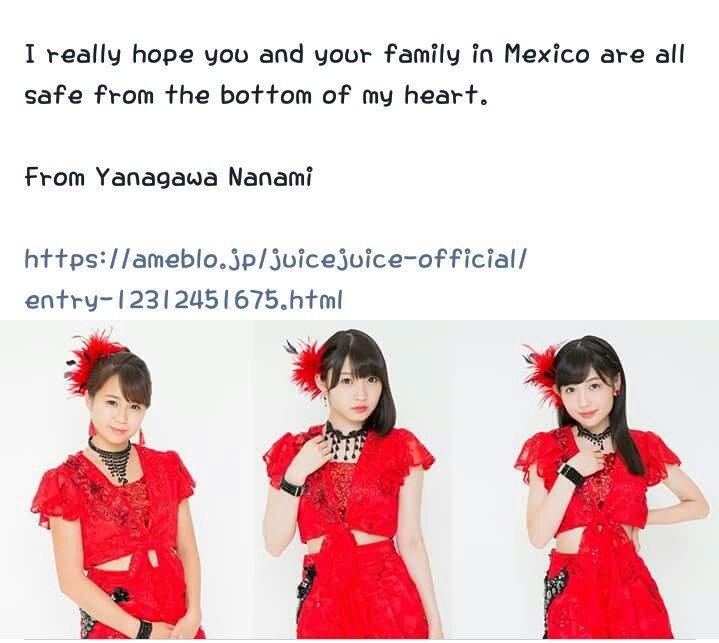 I really hope you and your family in Mexico are all
safe from the bottom of my heart.
From Yanagawa Nanami
https://ameblo.jp/juicejuice-official/
entry-12312451675.html